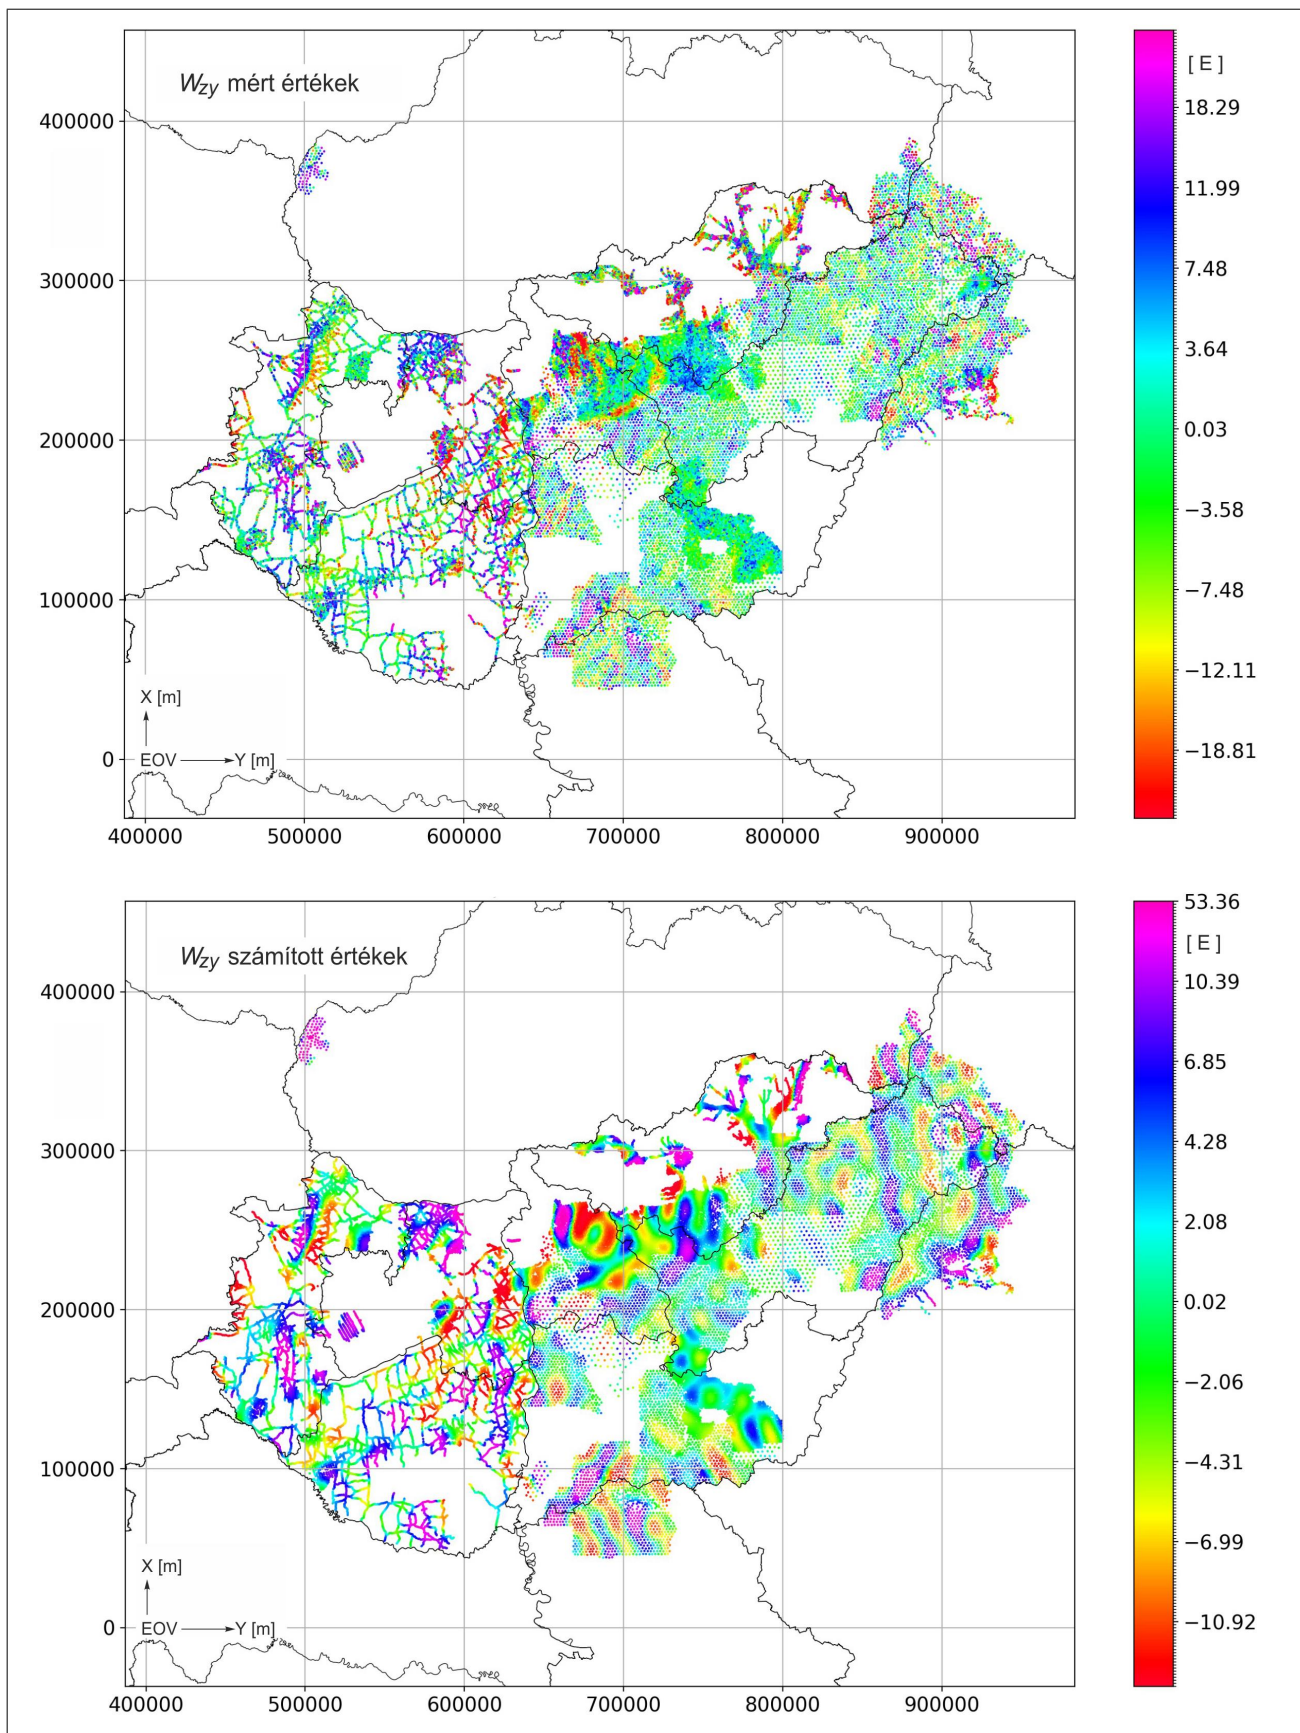 W_zy mért értékek
[ E ]
18.29
11.99
7.48
3.64
0.03
−3.58
−7.48
−12.11
−18.81
400000
300000
200000
100000
0
X [m]
EOV Y [m]
400000 500000 600000 700000 800000 900000
W_zy számított értékek
53.36
[ E ]
10.39
6.85
4.28
2.08
0.02
−2.06
−4.31
−6.99
−10.92
400000
300000
200000
100000
0
X [m]
EOV Y [m]
400000 500000 600000 700000 800000 900000